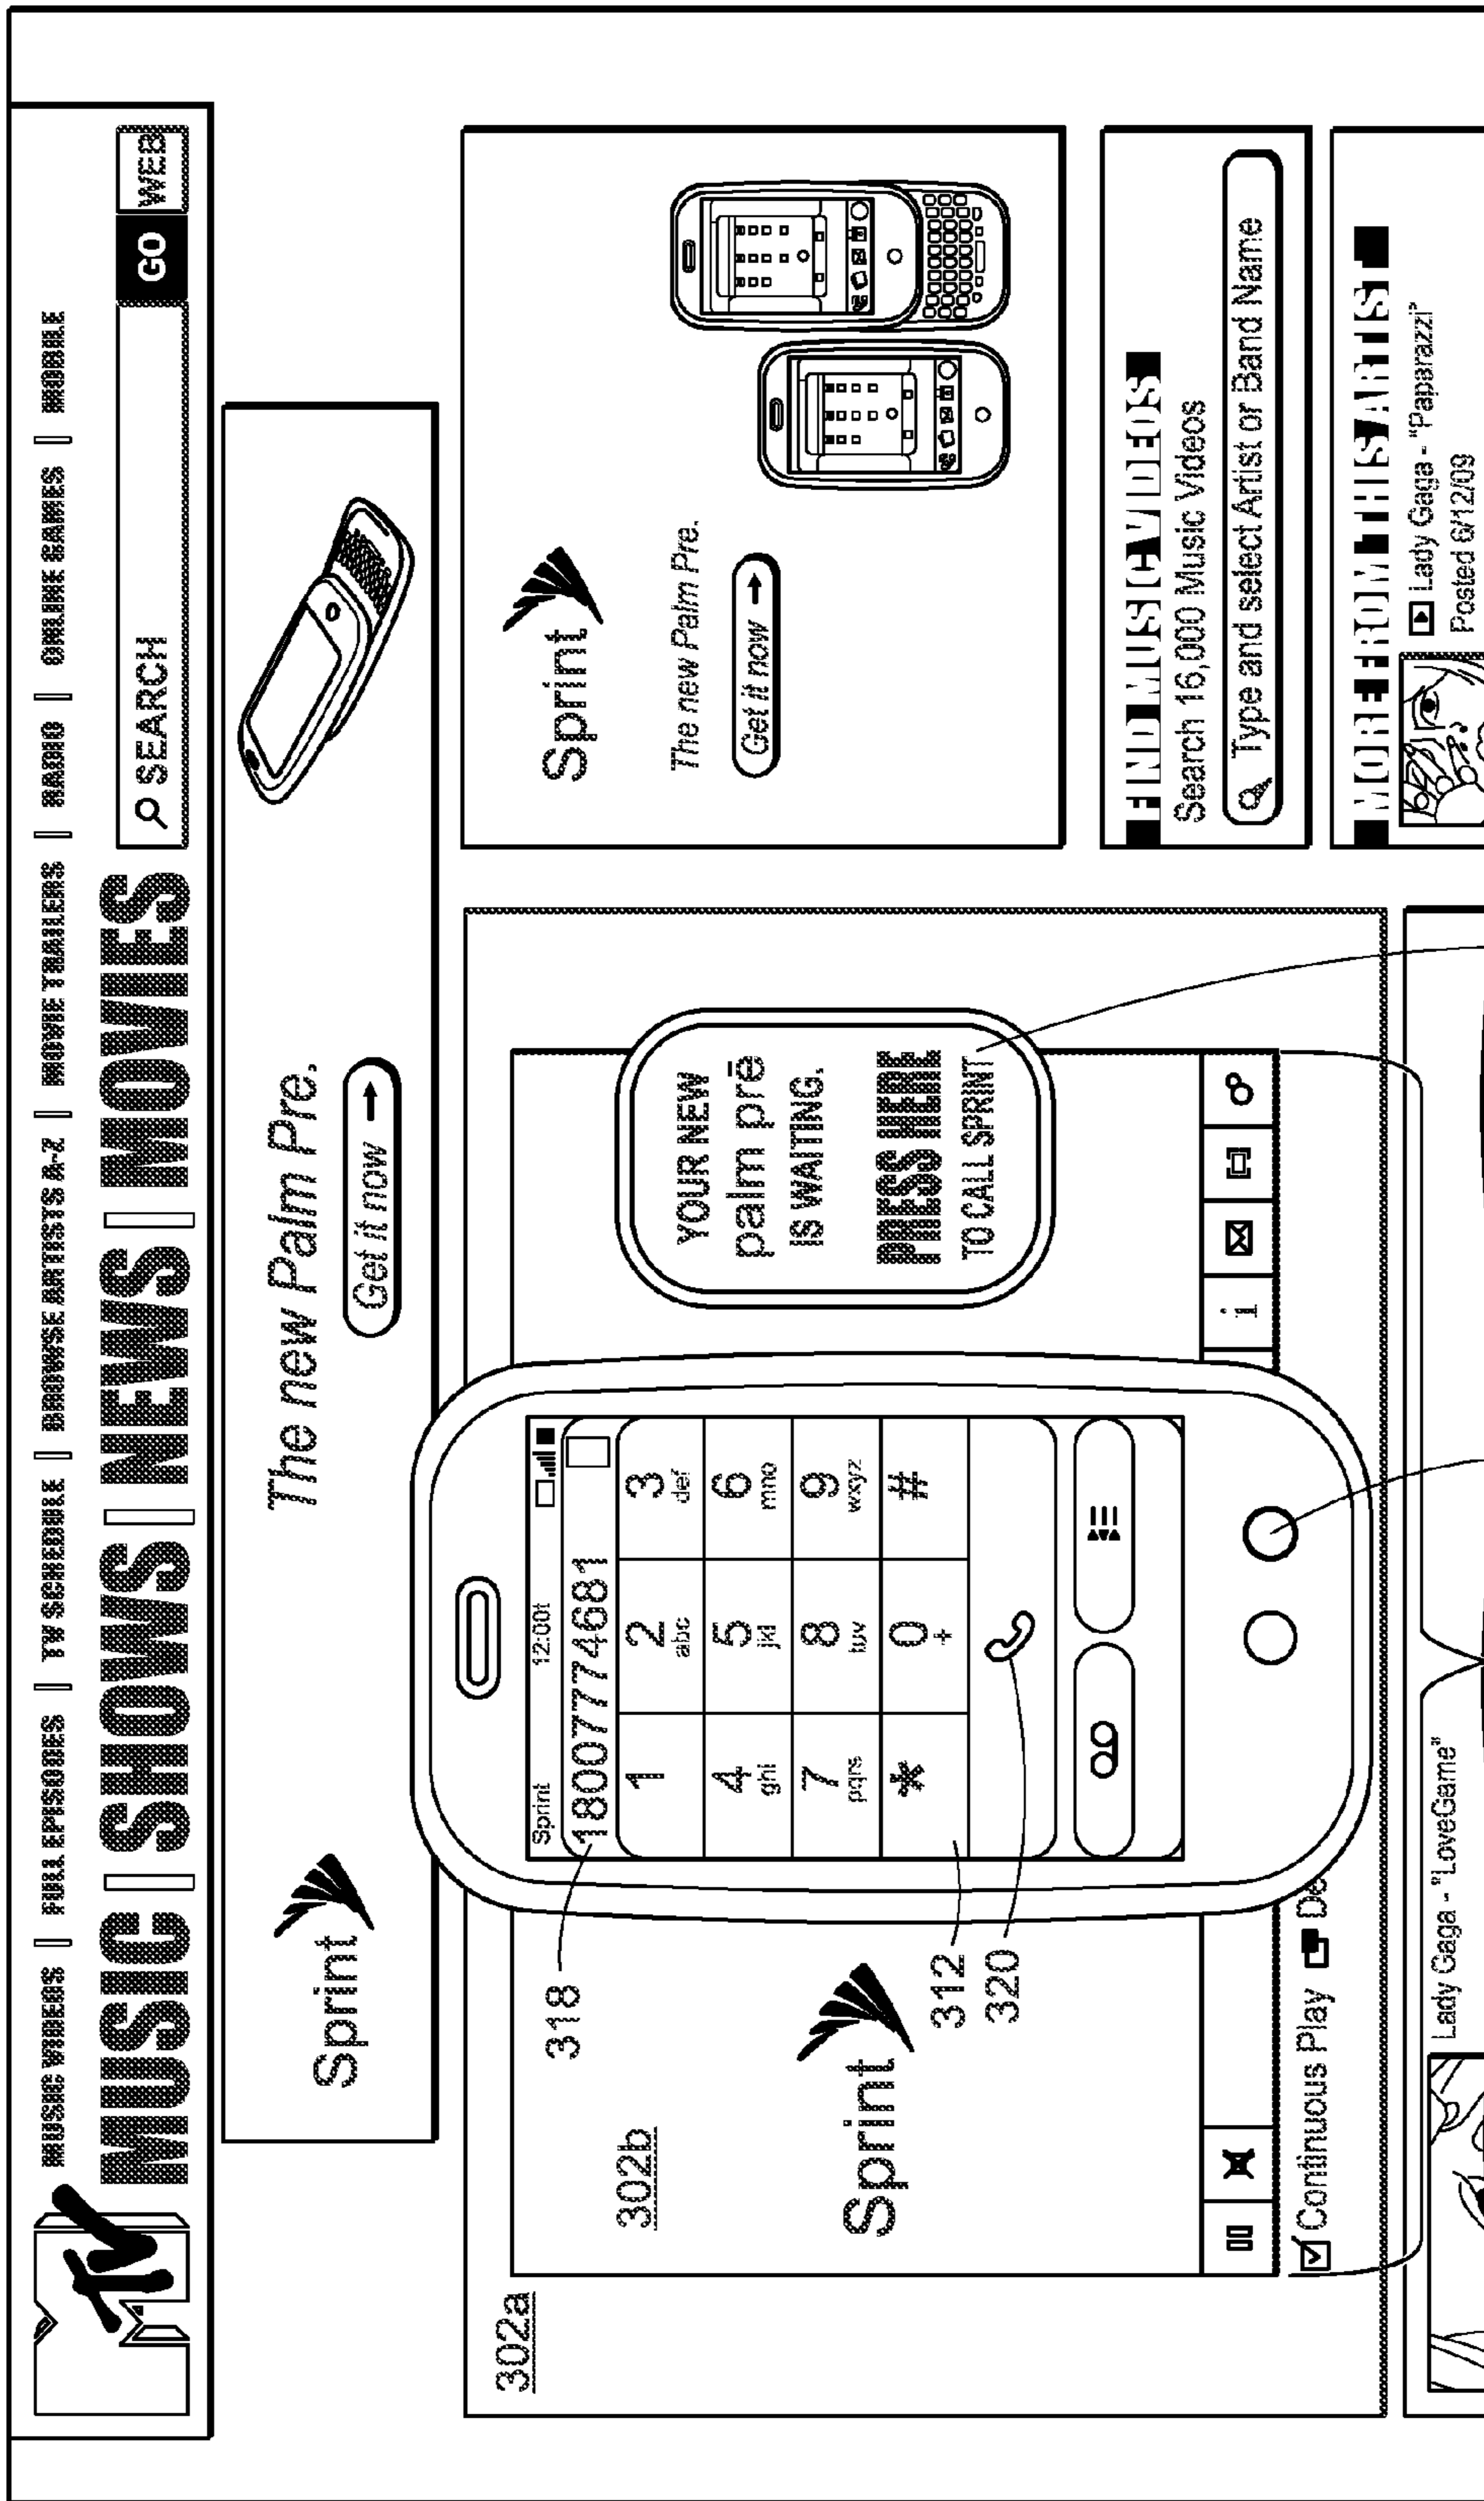 MTV
MUSIC VIDEOS | FULL EPISODES | TV SCHEDULE | BROWSE ARTISTS A-Z | MOVIE TRAILERS | RADIO | ONLINE GAMES | MOBILE
MUSIC | SHOWS | NEWS | MOVIES
SEARCH
GO
WEB
Sprint
The new Palm Pre.
Get it now
302a
302b
Sprint
318
312
320
Sprint 12:00t
18007774681
1
2 abc
3 def
4 ghi
5 jkl
6 mno
7 pqrs
8 tuv
9 wxyz
*
0 +
#
YOUR NEW
palm pre
IS WAITING.
PRESS HERE
TO CALL SPRINT
i
Continuous Play
De
Lady Gaga - "LoveGame"
Sprint
The new Palm Pre.
Get it now
FIND MUSIC VIDEOS
Search 16,000 Music Videos
Type and select Artist or Band Name
MORE FROM THIS ARTIST
Lady Gaga - "Paparazzi"
Posted 6/12/09